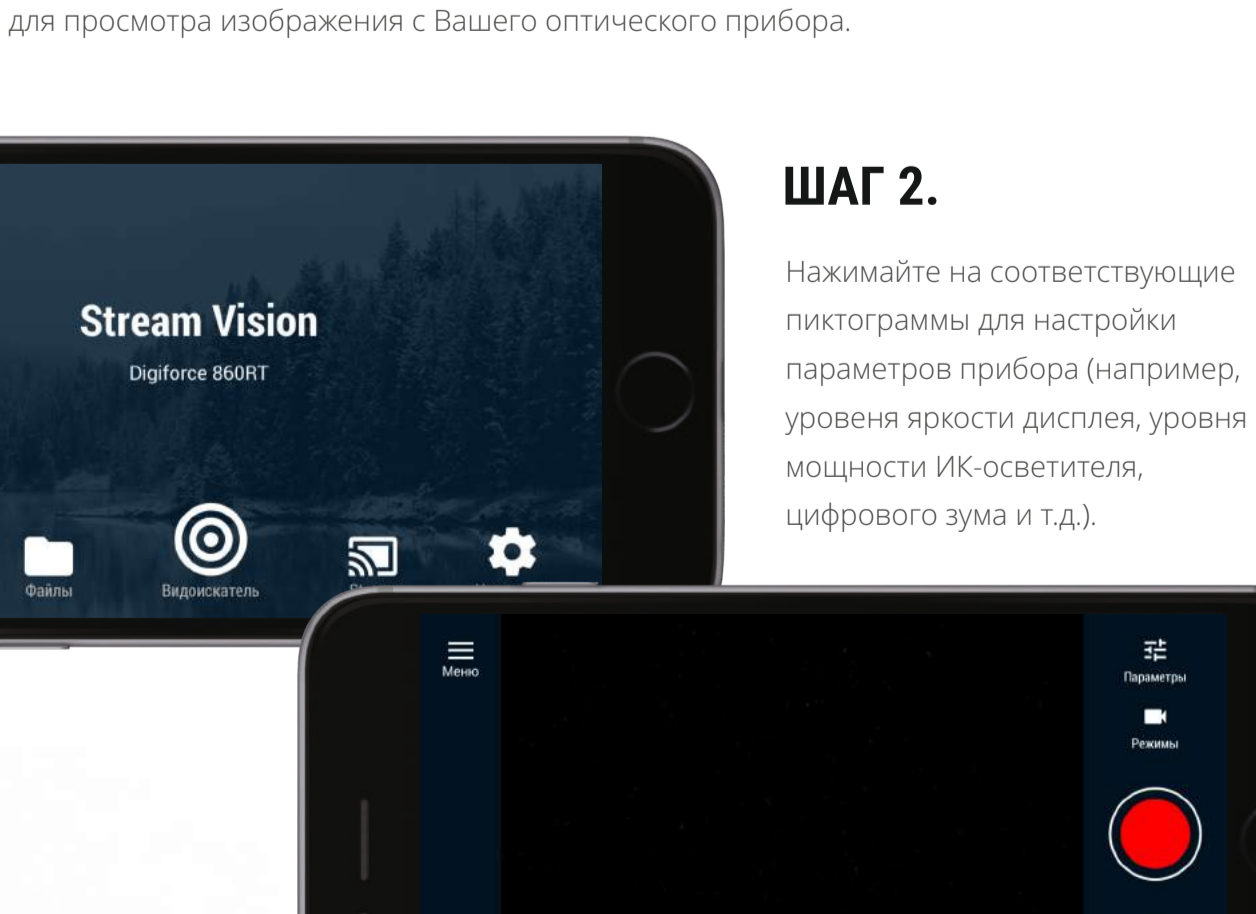 для просмотра изображения с Вашего оптического прибора.
ШАГ 2.
Нажимайте на соответствующие
пиктограммы для настройки
параметров прибора (например,
уровеня яркости дисплея, уровня
мощности ИК-осветителя,
цифрового зума и т.д.).
Stream Vision
Digiforce 860RT
Файлы
Видоискатель
Меню
Параметры
Режимы